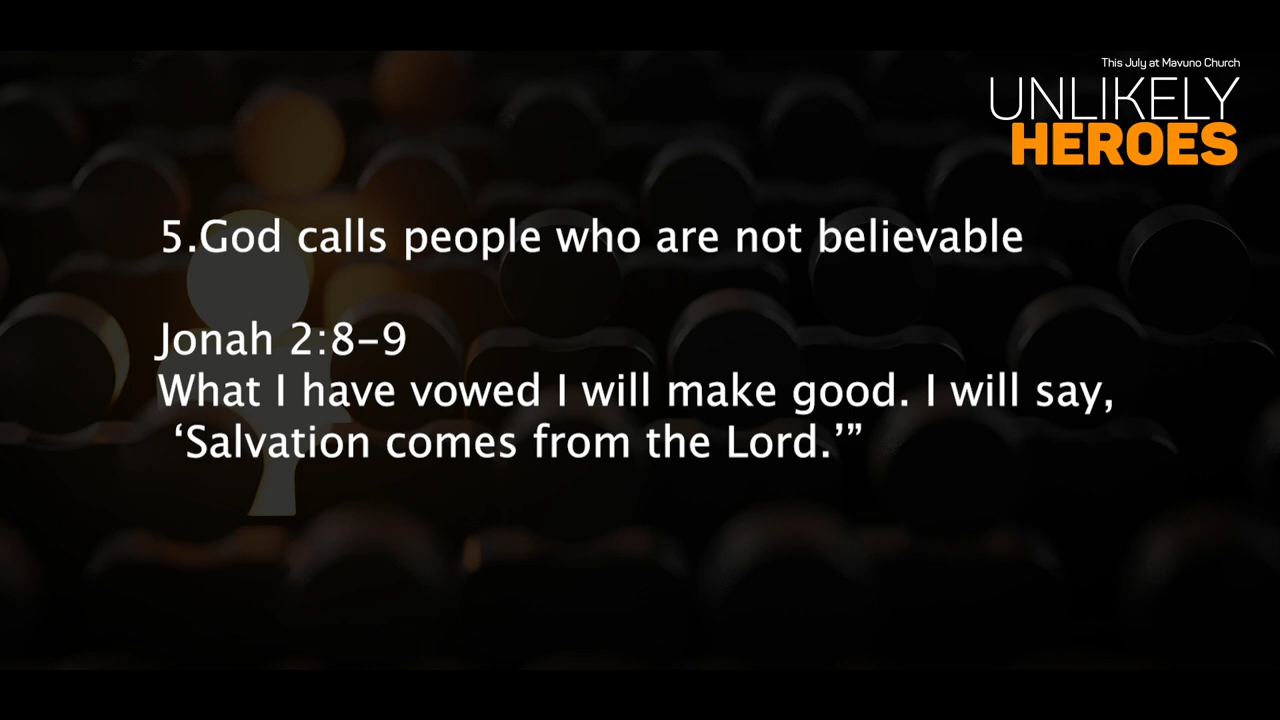 This July at Mavuno Church
UNLIKELY
HEROES
5.God calls people who are not believable
Jonah 2:8–9
What I have vowed I will make good. I will say,
‘Salvation comes from the Lord.’”